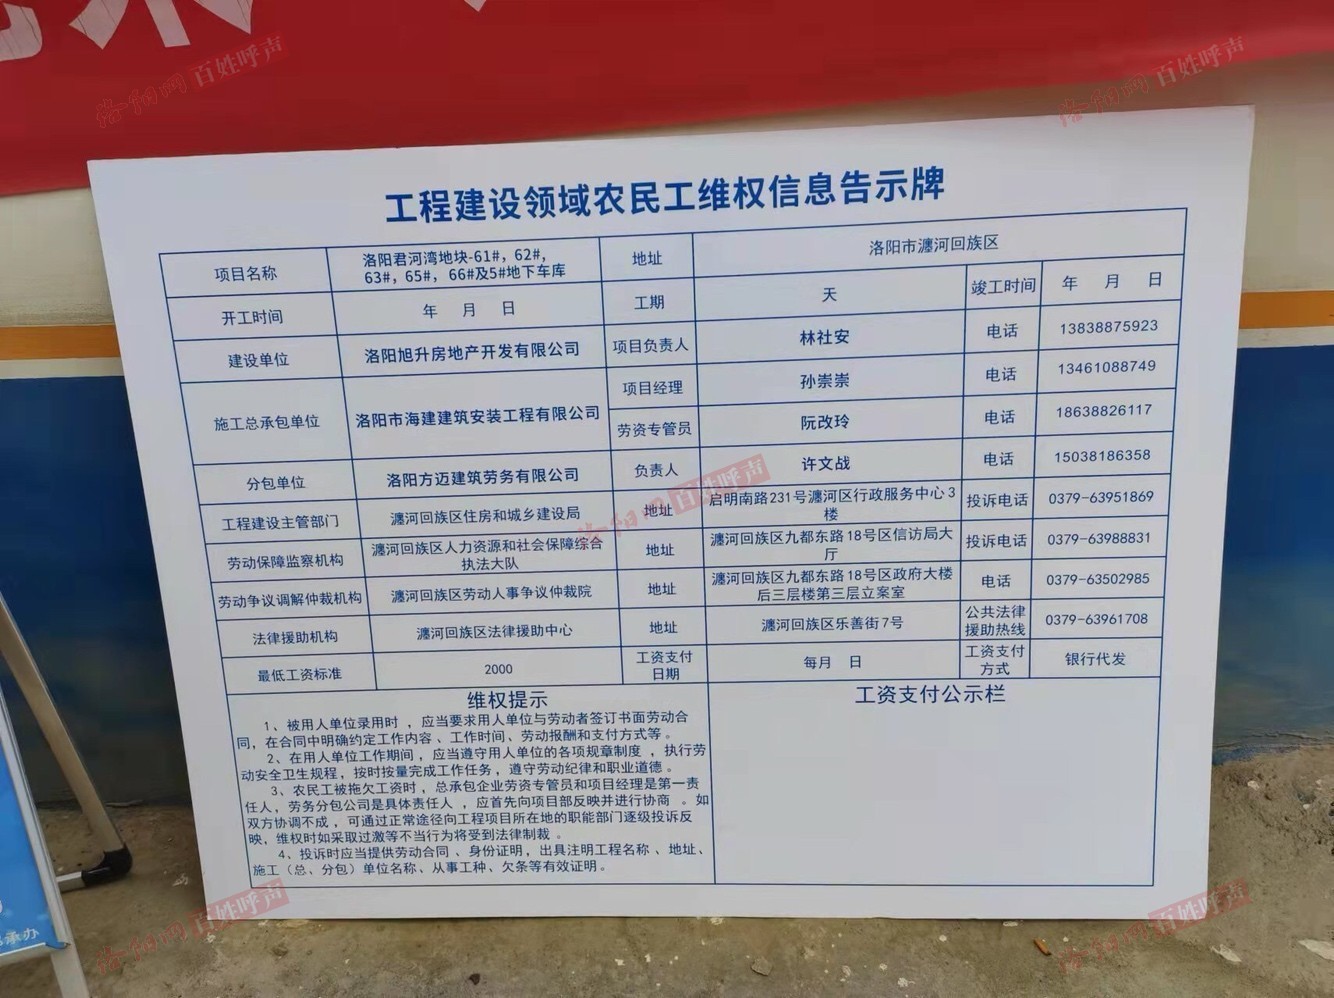 洛阳网 百姓呼声
洛阳网 百姓呼声
工程建设领域农民工维权信息告示牌
项目名称 洛阳君河湾地块-61#，62#，
63#，65#，66#及5#地下车库 地址 洛阳市瀍河回族区
开工时间 年 月 日 工期 天 竣工时间 年 月 日
建设单位 洛阳旭升房地产开发有限公司 项目负责人 林社安 电话 13838875923
施工总承包单位 洛阳市海建建筑安装工程有限公司 项目经理 孙崇崇 电话 13461088749
劳资专管员 阮改玲 电话 18638826117
分包单位 洛阳方迈建筑劳务有限公司 负责人 许文战 电话 15038186358
工程建设主管部门 瀍河回族区住房和城乡建设局 地址 启明南路231号瀍河区行政服务中心3
楼 投诉电话 0379-63951869
劳动保障监察机构 瀍河回族区人力资源和社会保障综合
执法大队 地址 瀍河回族区九都东路18号区信访局大
厅 投诉电话 0379-63988831
劳动争议调解仲裁机构 瀍河回族区劳动人事争议仲裁院 地址 瀍河回族区九都东路18号区政府大楼
后三层楼第三层立案室 电话 0379-63502985
法律援助机构 瀍河回族区法律援助中心 地址 瀍河回族区乐善街7号 公共法律
援助热线 0379-63961708
最低工资标准 2000 工资支付
日期 每月 日 工资支付
方式 银行代发
维权提示
1、被用人单位录用时，应当要求用人单位与劳动者签订书面劳动合
同，在合同中明确约定工作内容、工作时间、劳动报酬和支付方式等。
2、在用人单位工作期间，应当遵守用人单位的各项规章制度，执行劳
动安全卫生规程，按时按量完成工作任务，遵守劳动纪律和职业道德。
3、农民工被拖欠工资时，总承包企业劳资专管员和项目经理是第一责
任人，劳务分包公司是具体责任人，应首先向项目部反映并进行协商。如
双方协调不成，可通过正常途径向工程项目所在地的职能部门逐级投诉反
映，维权时如采取过激等不当行为将受到法律制裁。
4、投诉时应当提供劳动合同、身份证明，出具注明工程名称、地址、
施工（总、分包）单位名称、从事工种、欠条等有效证明。
工资支付公示栏
洛阳网 百姓呼声
洛阳网 百姓呼声
洛阳网 百姓呼声
承办